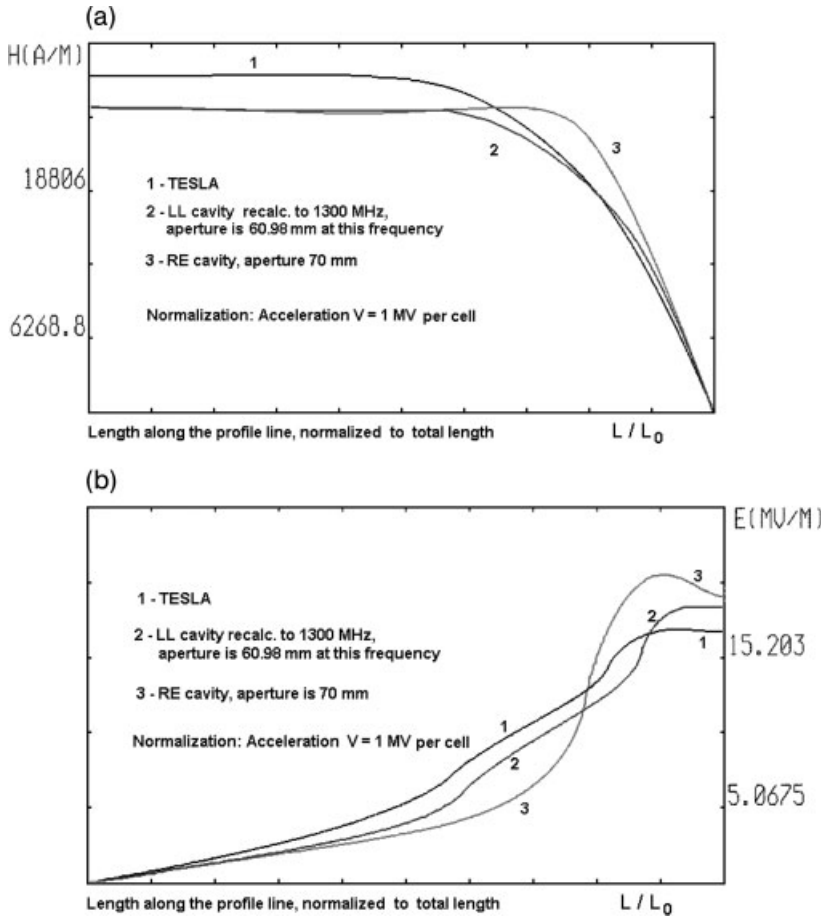 (a)
H(A/M)
1
2
3
18806
1 - TESLA
2 - LL cavity recalc. to 1300 MHz,
aperture is 60.98 mm at this frequency
3 - RE cavity, aperture 70 mm
Normalization: Acceleration V = 1 MV per cell
6268.8
Length along the profile line, normalized to total length L / L0
(b)
E(MV/M)
3
1 - TESLA
2
2 - LL cavity recalc. to 1300 MHz,
aperture is 60.98 mm at this frequency
1
15.203
3 - RE cavity, aperture is 70 mm
1
Normalization: Acceleration V = 1 MV per cell
2
5.0675
3
Length along the profile line, normalized to total length L / L0